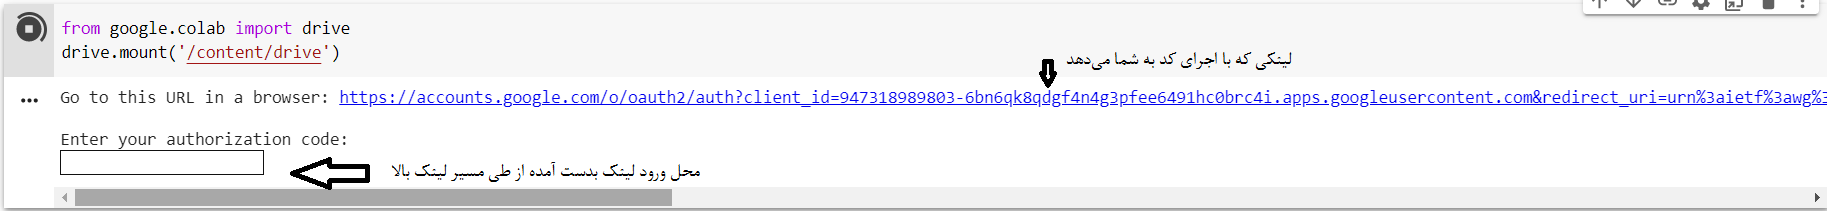 from google.colab import drive
drive.mount('/content/drive')
لینکی که با اجرای کد به شما می‌دهد
Go to this URL in a browser: https://accounts.google.com/o/oauth2/auth?client_id=947318989803-6bn6qk8qdgf4n4g3pfee6491hc0brc4i.apps.googleusercontent.com&redirect_uri=urn%3aietf%3awg%3
Enter your authorization code:
محل ورود لینک بدست آمده از طی مسیر لینک بالا